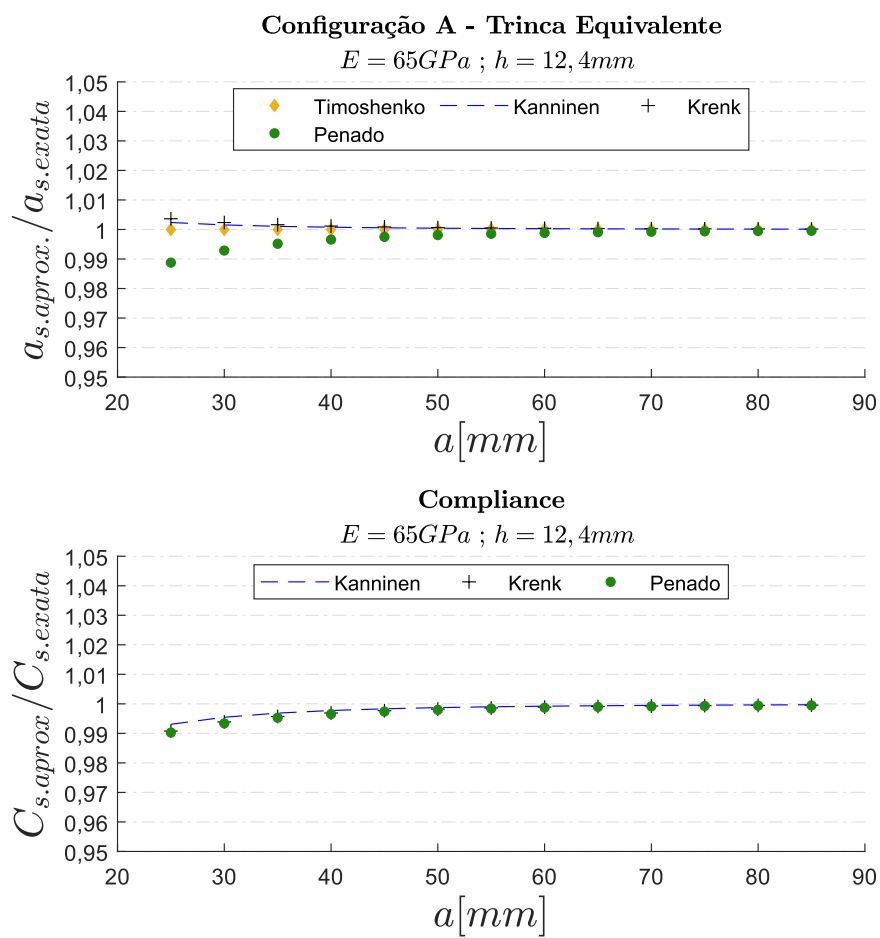 Configuração A - Trinca Equivalente
E = 65GPa ; h = 12, 4mm
1,05
1,04
1,03
1,02
1,01
1
0,99
0,98
0,97
0,96
0,95
a_{s.aprox.}/a_{s.exata}
Timoshenko Kanninen Krenk
Penado
20 30 40 50 60 70 80 90
a[mm]
Compliance
E = 65GPa ; h = 12, 4mm
1,05
1,04
1,03
1,02
1,01
1
0,99
0,98
0,97
0,96
0,95
C_{s.aprox}/C_{s.exata}
Kanninen Krenk Penado
20 30 40 50 60 70 80 90
a[mm]